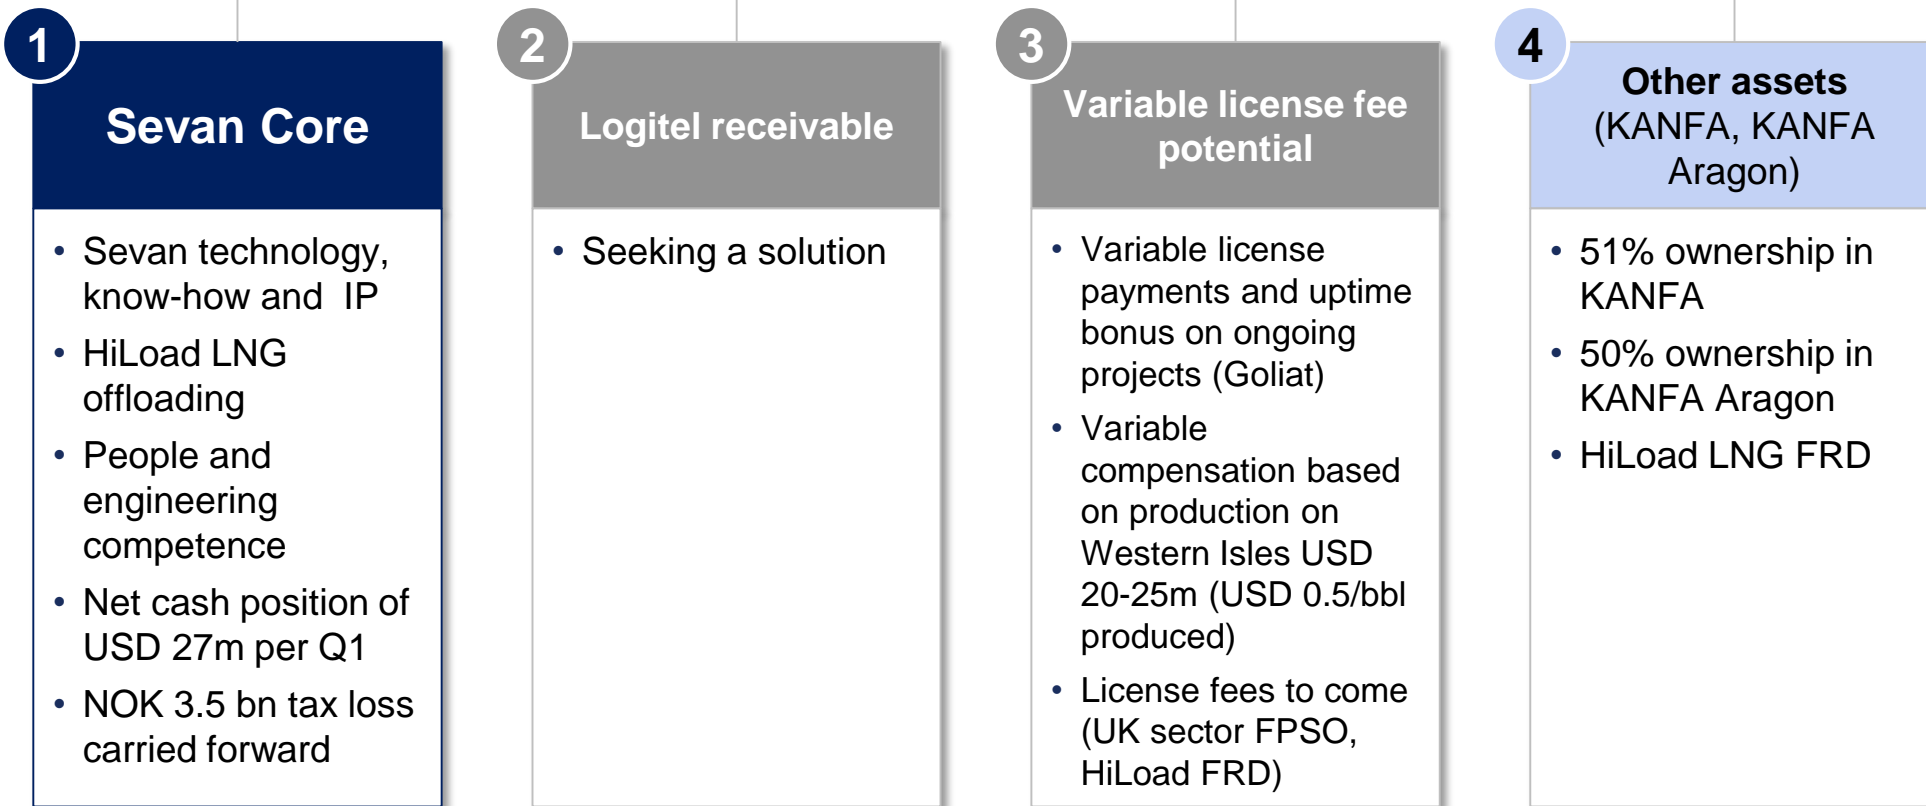 1
Sevan Core
• Sevan technology,
know-how and IP
• HiLoad LNG
offloading
• People and
engineering
competence
• Net cash position of
USD 27m per Q1
• NOK 3.5 bn tax loss
carried forward
2
Logitel receivable
• Seeking a solution
3
Variable license fee
potential
• Variable license
payments and uptime
bonus on ongoing
projects (Goliat)
• Variable
compensation based
on production on
Western Isles USD
20-25m (USD 0.5/bbl
produced)
• License fees to come
(UK sector FPSO,
HiLoad FRD)
4
Other assets
(KANFA, KANFA
Aragon)
• 51% ownership in
KANFA
• 50% ownership in
KANFA Aragon
• HiLoad LNG FRD